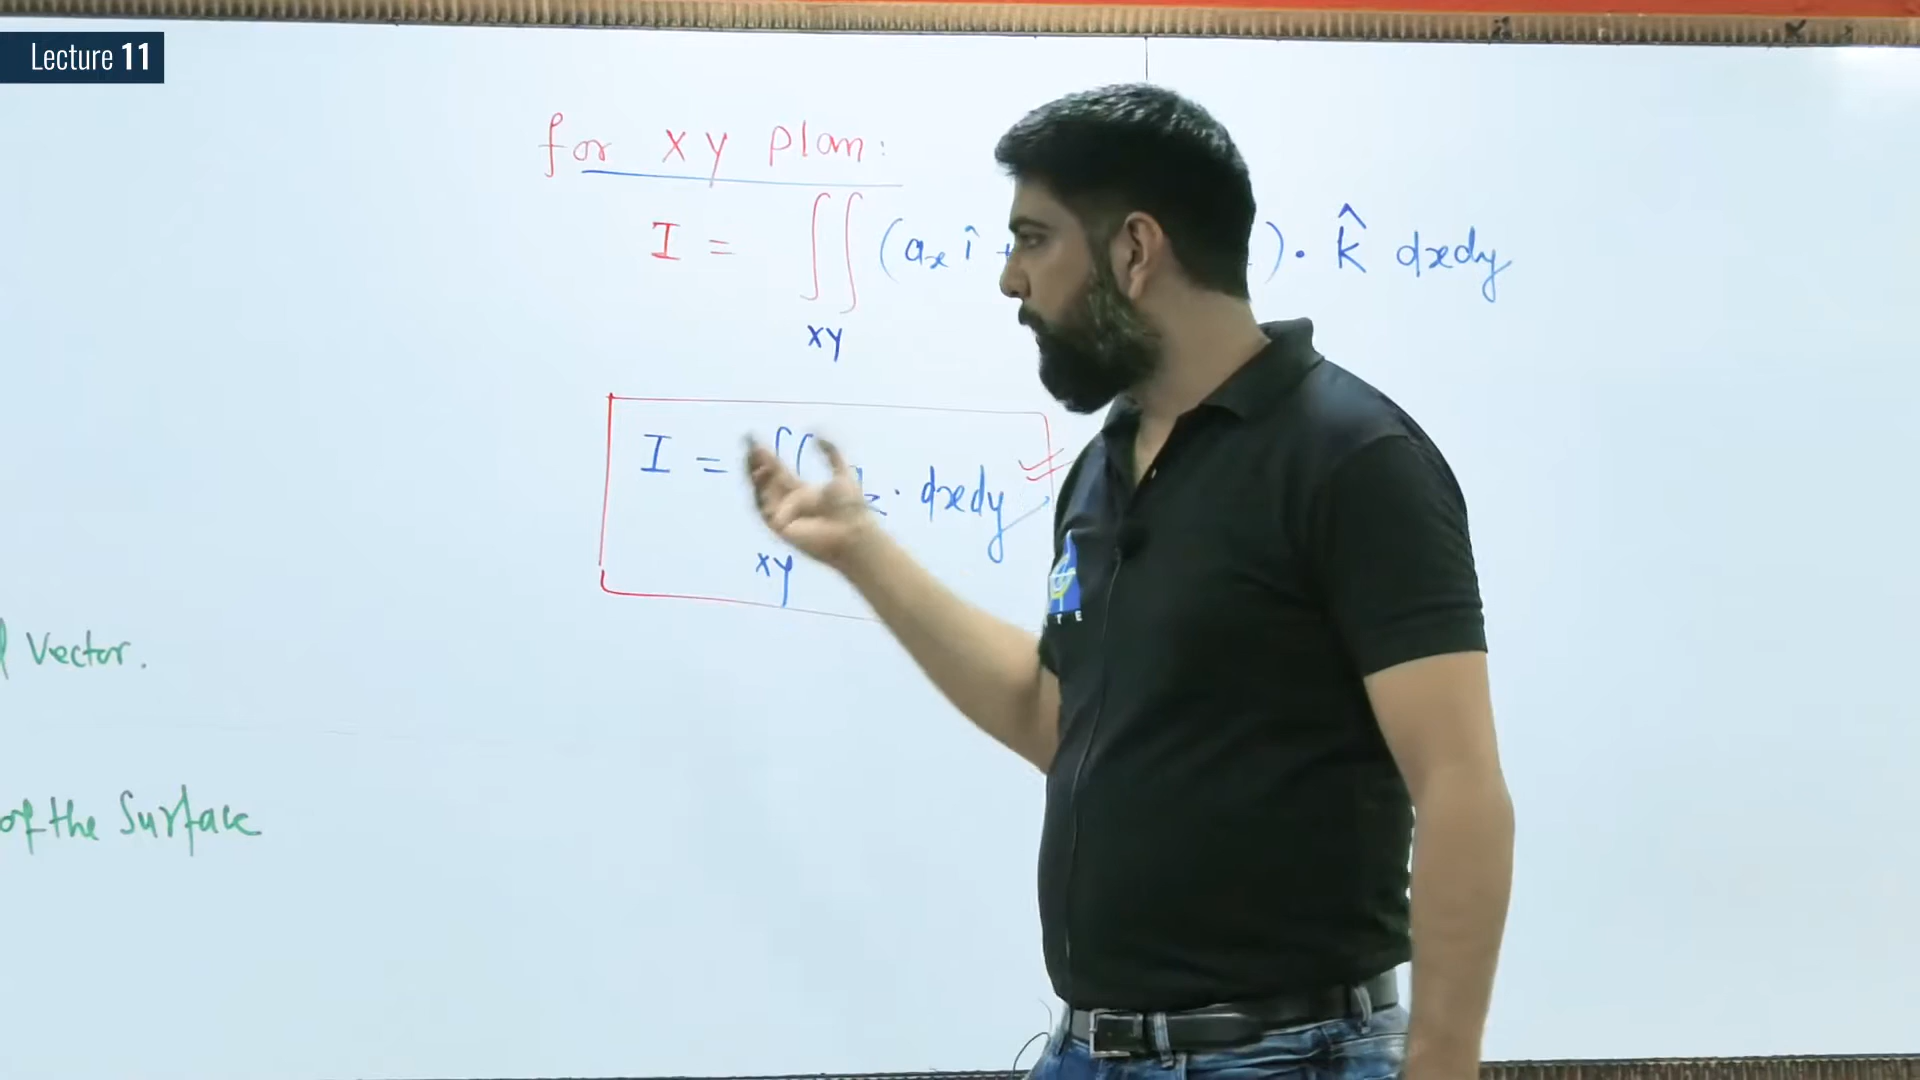 Lecture 11
for xy plan:
I = ∬ (aₓ î + ). k̂ dxdy
xy
I = ∬ . dxdy
xy
Vector.
of the Surface
T E